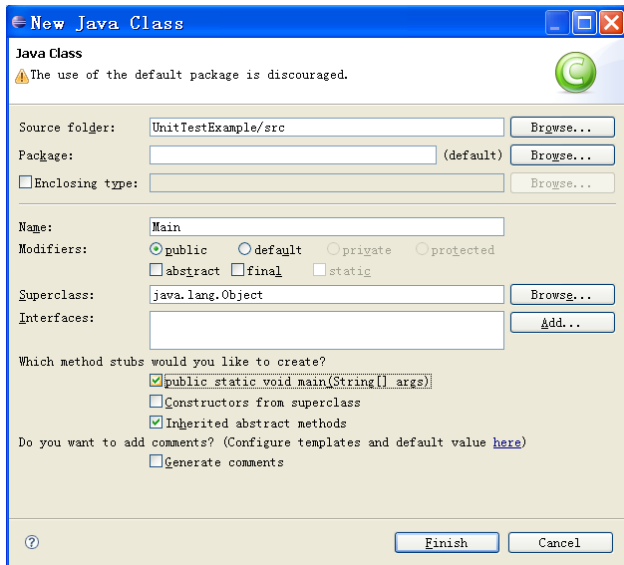 New Java Class
Java Class
The use of the default package is discouraged.
Source folder: UnitTestExample/src Browse...
Package: (default) Browse...
Enclosing type: Browse...
Name: Main
Modifiers: public default private protected
abstract final static
Superclass: java.lang.Object Browse...
Interfaces: Add...
Which method stubs would you like to create?
public static void main(String[] args)
Constructors from superclass
Inherited abstract methods
Do you want to add comments? (Configure templates and default value here)
Generate comments
Finish Cancel